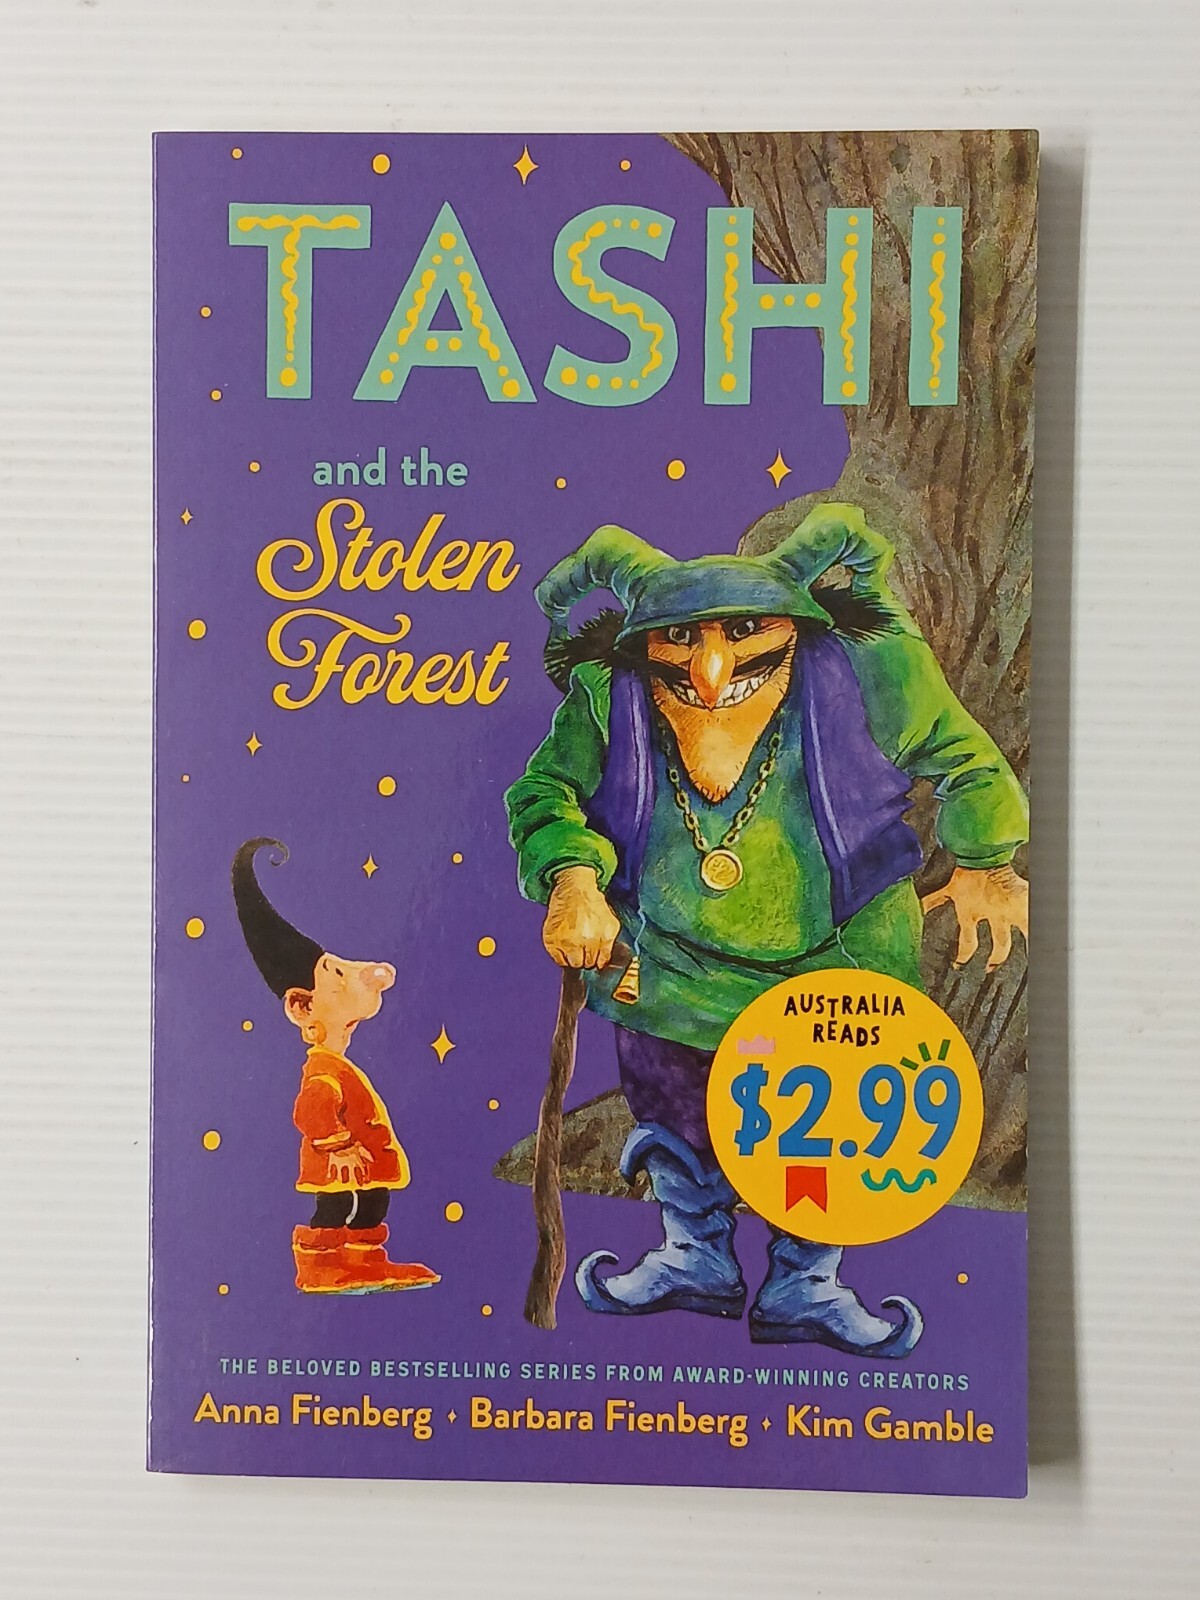 TASHI
and the
Stolen
Forest
AUSTRALIA
READS
$2.99
THE BELOVED BESTSELLING SERIES FROM AWARD-WINNING CREATORS
Anna Fienberg • Barbara Fienberg • Kim Gamble